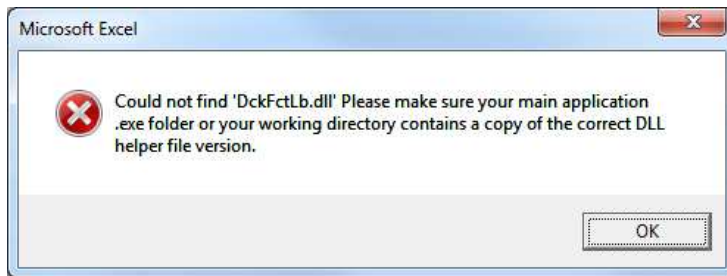 Microsoft Excel
Could not find 'DckFctLb.dll' Please make sure your main application
.exe folder or your working directory contains a copy of the correct DLL
helper file version.
OK